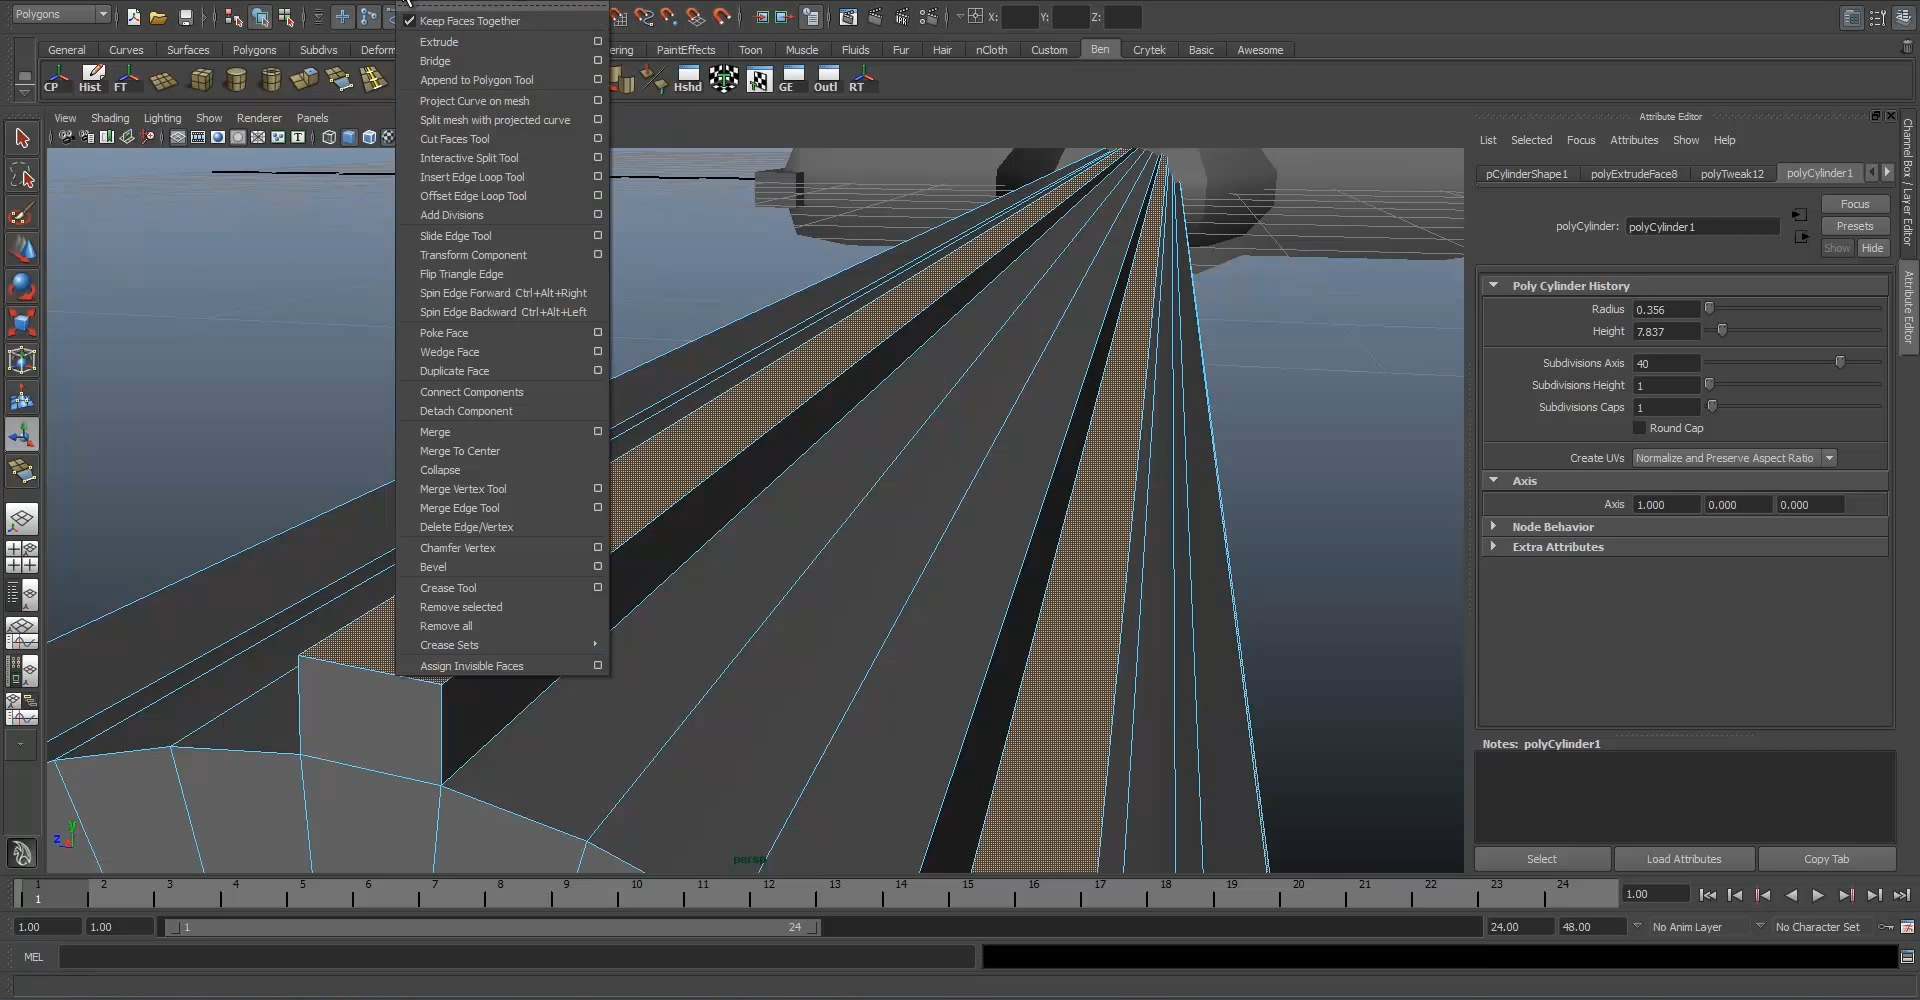 Polygons
X:
Y:
Z:
General Curves Surfaces Polygons Subdivs Deform
ering PaintEffects Toon Muscle Fluids Fur Hair nCloth Custom Ben Crytek Basic Awesome
CP Hist FT
Hshd GE Outl RT
View Shading Lighting Show Renderer Panels
Keep Faces Together
Extrude
Bridge
Append to Polygon Tool
Project Curve on mesh
Split mesh with projected curve
Cut Faces Tool
Interactive Split Tool
Insert Edge Loop Tool
Offset Edge Loop Tool
Add Divisions
Slide Edge Tool
Transform Component
Flip Triangle Edge
Spin Edge Forward Ctrl+Alt+Right
Spin Edge Backward Ctrl+Alt+Left
Poke Face
Wedge Face
Duplicate Face
Connect Components
Detach Component
Merge
Merge To Center
Collapse
Merge Vertex Tool
Merge Edge Tool
Delete Edge/Vertex
Chamfer Vertex
Bevel
Crease Tool
Remove selected
Remove all
Crease Sets
Assign Invisible Faces
y
z
persp
Attribute Editor
List Selected Focus Attributes Show Help
pCylinderShape1 polyExtrudeFace8 polyTweak12 polyCylinder1
Focus
polyCylinder: polyCylinder1
Presets
Show Hide
Poly Cylinder History
Radius 0.356
Height 7.837
Subdivisions Axis 40
Subdivisions Height 1
Subdivisions Caps 1
Round Cap
Create UVs Normalize and Preserve Aspect Ratio
Axis
Axis 1.000 0.000 0.000
Node Behavior
Extra Attributes
Notes: polyCylinder1
Select Load Attributes Copy Tab
Channel Box / Layer Editor
Attribute Editor
1 2 3 4 5 6 7 8 9 10 11 12 13 14 15 16 17 18 19 20 21 22 23 24
1
1.00
1.00 1.00 1 24 24.00 48.00 No Anim Layer No Character Set
MEL